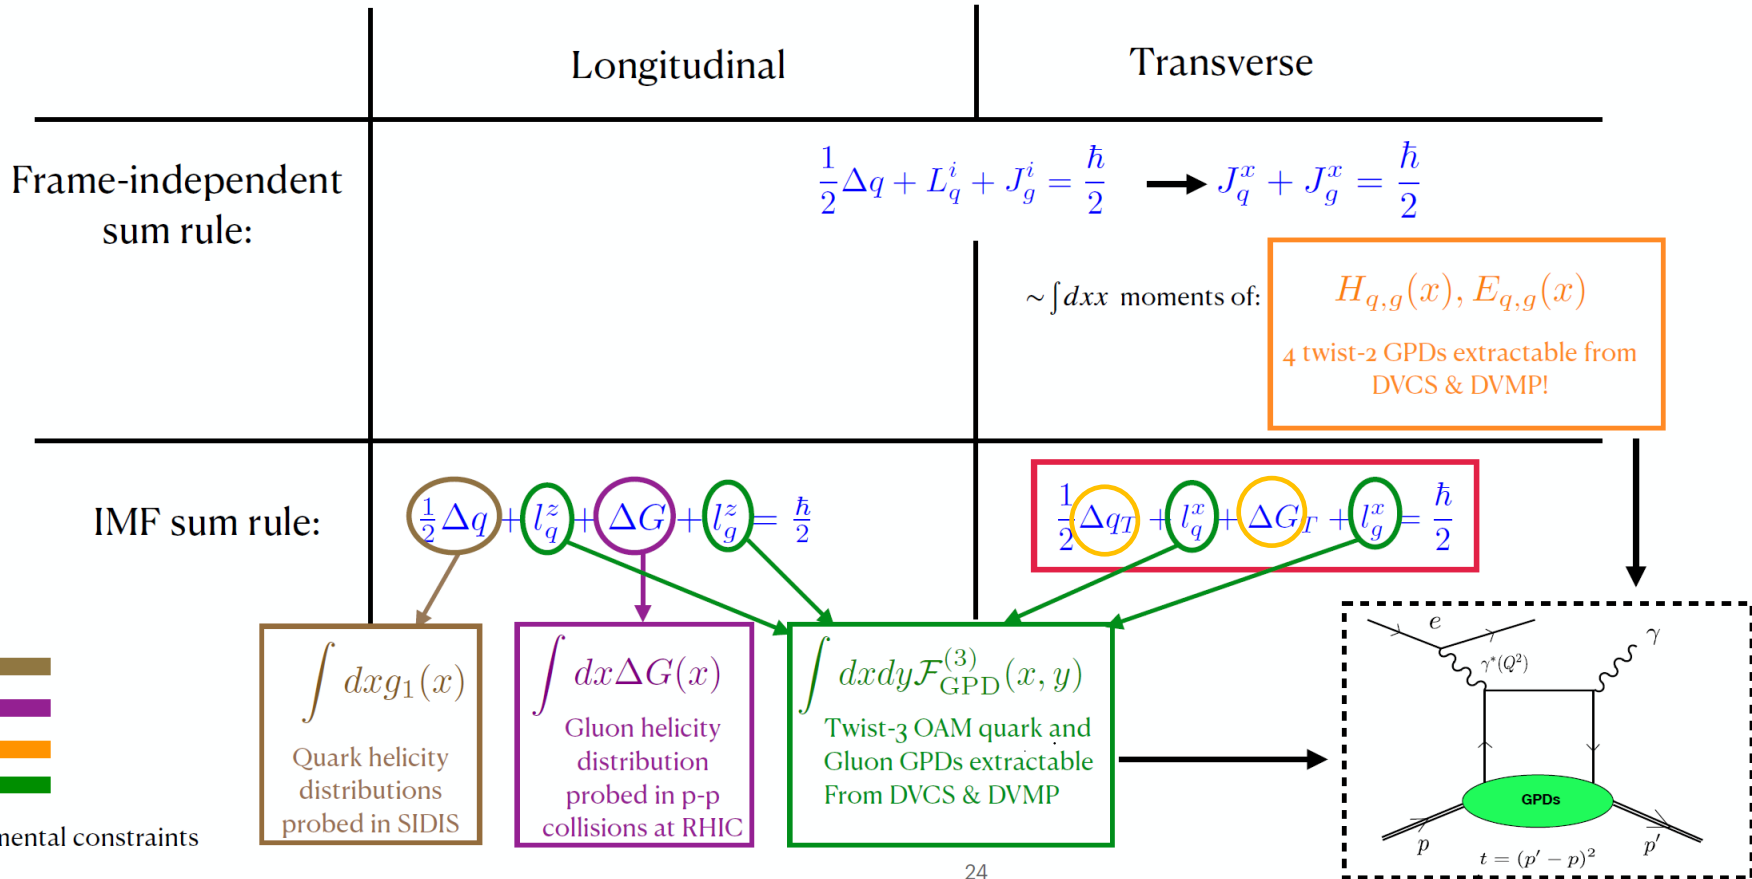 Longitudinal
Transverse
Frame-independent
sum rule:
1/2 Δq + L_q^i + J_g^i = ħ/2 → J_q^x + J_g^x = ħ/2
~ ∫dxx moments of:
H_{q,g}(x), E_{q,g}(x)
4 twist-2 GPDs extractable from
DVCS & DVMP!
IMF sum rule:
1/2 Δq + l_q^z + ΔG + l_g^z = ħ/2
1/2 Δq_T + l_q^x + ΔG_T + l_g^x = ħ/2
∫ dxg_1(x)
Quark helicity
distributions
probed in SIDIS
∫ dxΔG(x)
Gluon helicity
distribution
probed in p-p
collisions at RHIC
∫ dxdyF_GPD^(3)(x, y)
Twist-3 OAM quark and
Gluon GPDs extractable
From DVCS & DVMP
e
γ
γ*(Q²)
GPDs
p
p′
t = (p′ − p)²
mental constraints
24